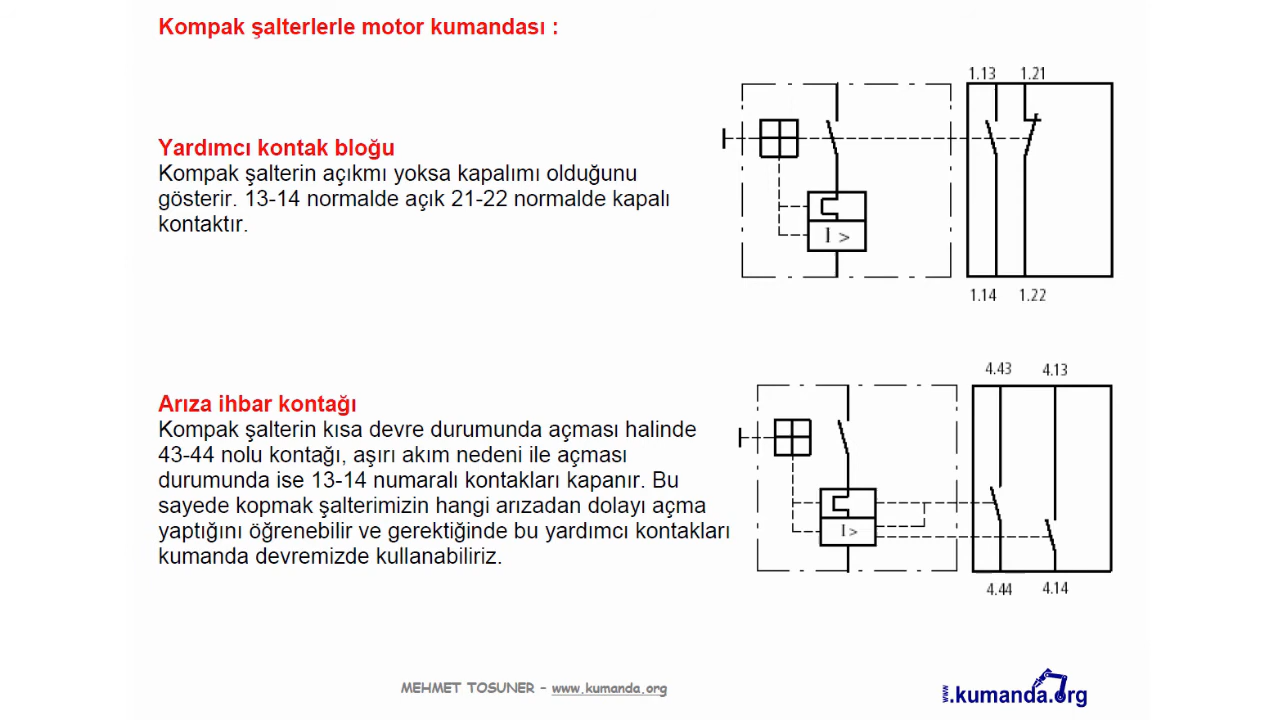 Kompak şalterlerle motor kumandası :
Yardımcı kontak bloğu
Kompak şalterin açıkmı yoksa kapalımı olduğunu
gösterir. 13-14 normalde açık 21-22 normalde kapalı
kontaktır.
1.13 1.21
I >
1.14 1.22
Arıza ihbar kontağı
Kompak şalterin kısa devre durumunda açması halinde
43-44 nolu kontağı, aşırı akım nedeni ile açması
durumunda ise 13-14 numaralı kontakları kapanır. Bu
sayede kopmak şalterimizin hangi arızadan dolayı açma
yaptığını öğrenebilir ve gerektiğinde bu yardımcı kontakları
kumanda devremizde kullanabiliriz.
4.43 4.13
I >
4.44 4.14
MEHMET TOSUNER - www.kumanda.org
www.kumanda.org